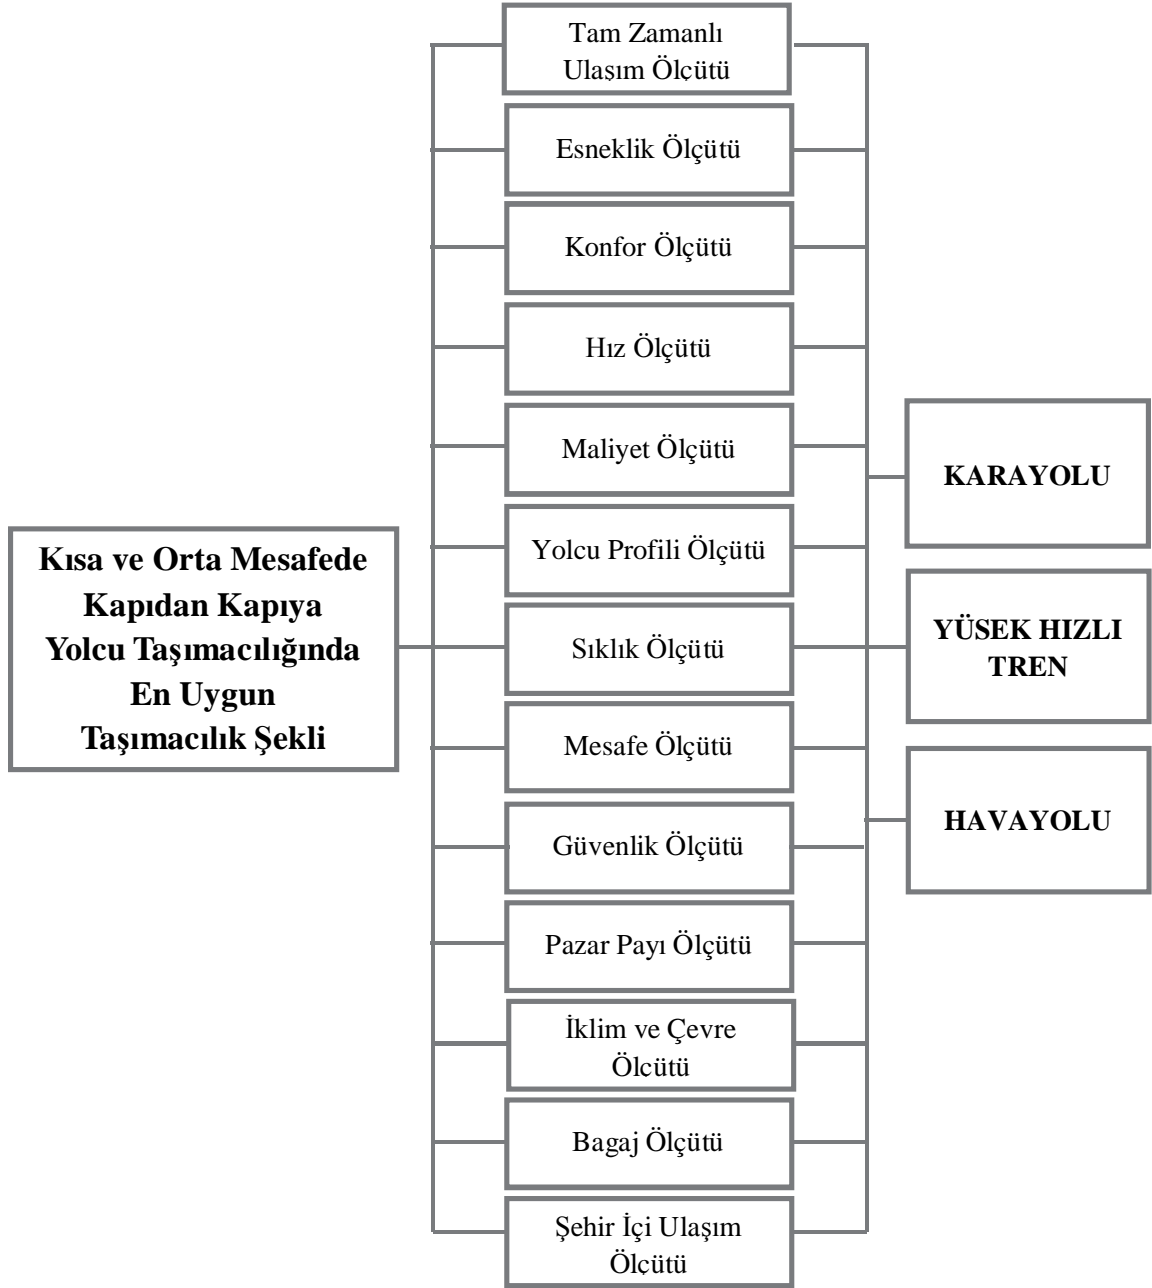 Tam Zamanlı
Ulaşım Ölçütü
Esneklik Ölçütü
Konfor Ölçütü
Hız Ölçütü
Maliyet Ölçütü
Yolcu Profili Ölçütü
Sıklık Ölçütü
Mesafe Ölçütü
Güvenlik Ölçütü
Pazar Payı Ölçütü
İklim ve Çevre
Ölçütü
Bagaj Ölçütü
Şehir İçi Ulaşım
Ölçütü
Kısa ve Orta Mesafede
Kapıdan Kapıya
Yolcu Taşımacılığında
En Uygun
Taşımacılık Şekli
KARAYOLU
YÜSEK HIZLI
TREN
HAVAYOLU